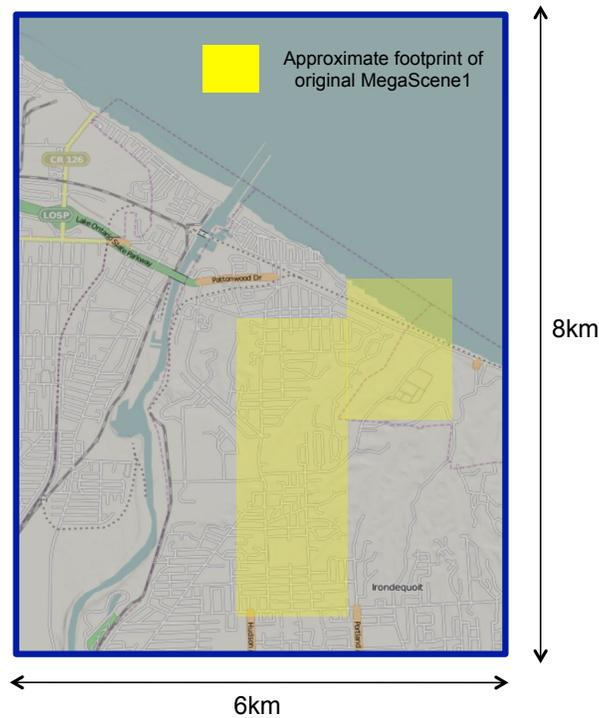 Approximate footprint of
original MegaScene1
CR 126
LOSP
Lake Ontario State Parkway
Pattonwood Dr
8km
Irondequoit
Hudson
Portland
6km